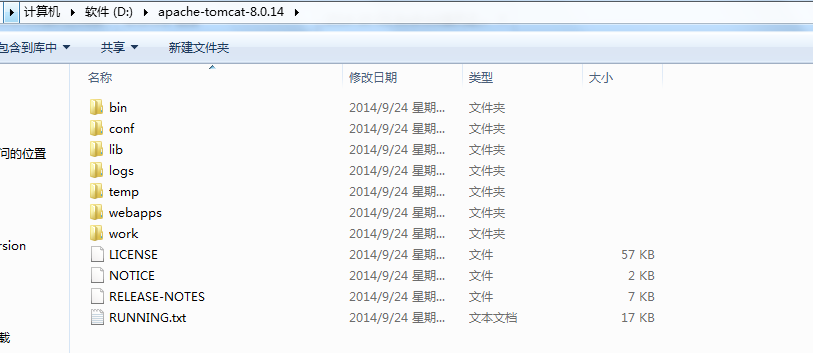 计算机 软件 (D:) apache-tomcat-8.0.14
包含到库中 共享 新建文件夹
名称 修改日期 类型 大小
bin 2014/9/24 星期... 文件夹
conf 2014/9/24 星期... 文件夹
lib 2014/9/24 星期... 文件夹
问的位置
logs 2014/9/24 星期... 文件夹
temp 2014/9/24 星期... 文件夹
webapps 2014/9/24 星期... 文件夹
work 2014/9/24 星期... 文件夹
rsion
LICENSE 2014/9/24 星期... 文件 57 KB
NOTICE 2014/9/24 星期... 文件 2 KB
RELEASE-NOTES 2014/9/24 星期... 文件 7 KB
RUNNING.txt 2014/9/24 星期... 文本文档 17 KB
载